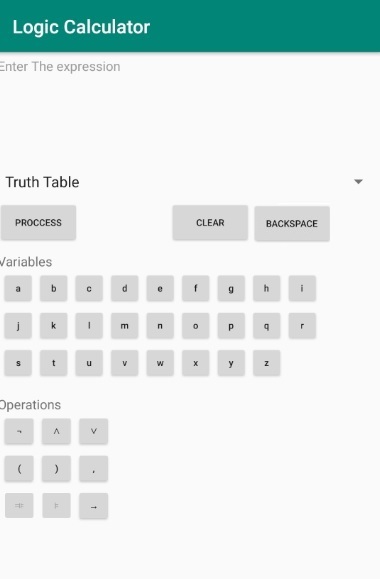 Logic Calculator
Enter The expression
Truth Table
PROCCESS CLEAR BACKSPACE
Variables
a b c d e f g h i
j k l m n o p q r
s t u v w x y z
Operations
¬ ∧ ∨
( ) ,
→